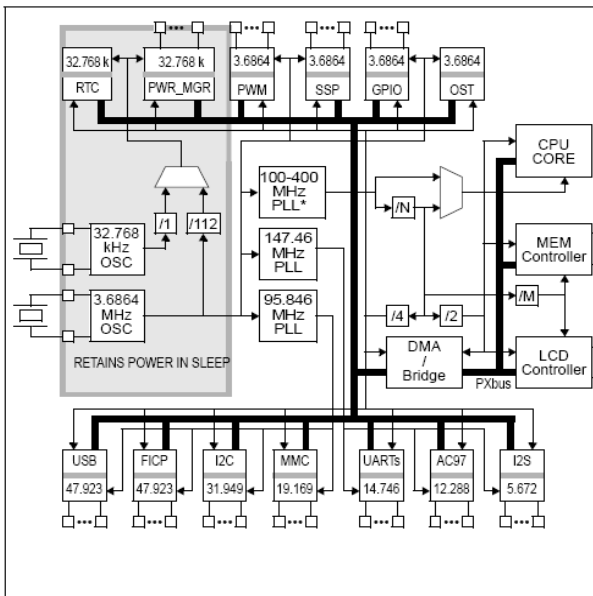 32.768 k
RTC
32.768 k
PWR_MGR
3.6864
PWM
3.6864
SSP
3.6864
GPIO
3.6864
OST
100-400
MHz
PLL*
/N
CPU
CORE
/1
/112
32.768
kHz
OSC
147.46
MHz
PLL
MEM
Controller
3.6864
MHz
OSC
95.846
MHz
PLL
/4
/2
/M
RETAINS POWER IN SLEEP
DMA
/
Bridge
PXbus
LCD
Controller
USB
47.923
FICP
47.923
I2C
31.949
MMC
19.169
UARTs
14.746
AC97
12.288
I2S
5.672